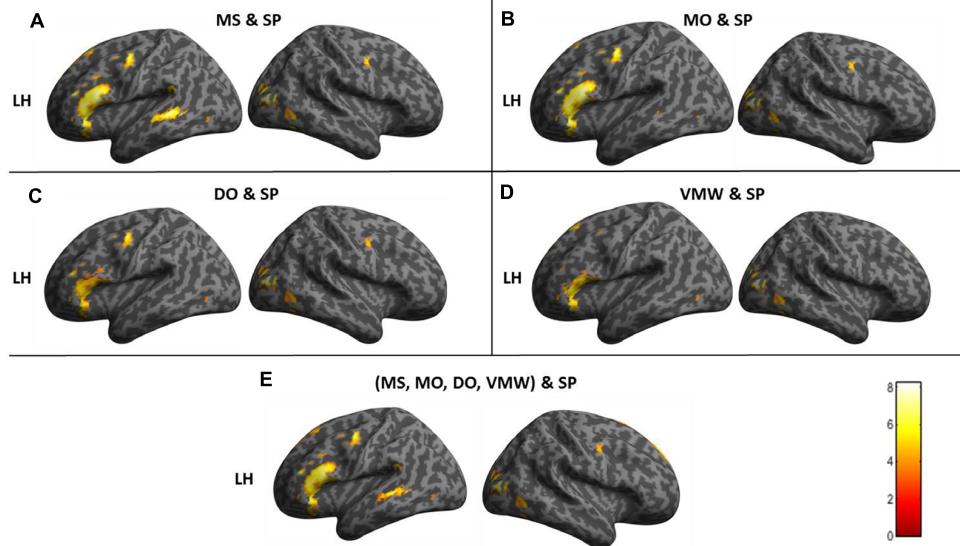 A
MS & SP
LH
B
MO & SP
LH
C
DO & SP
LH
D
VMW & SP
LH
E
(MS, MO, DO, VMW) & SP
LH
8
6
4
2
0